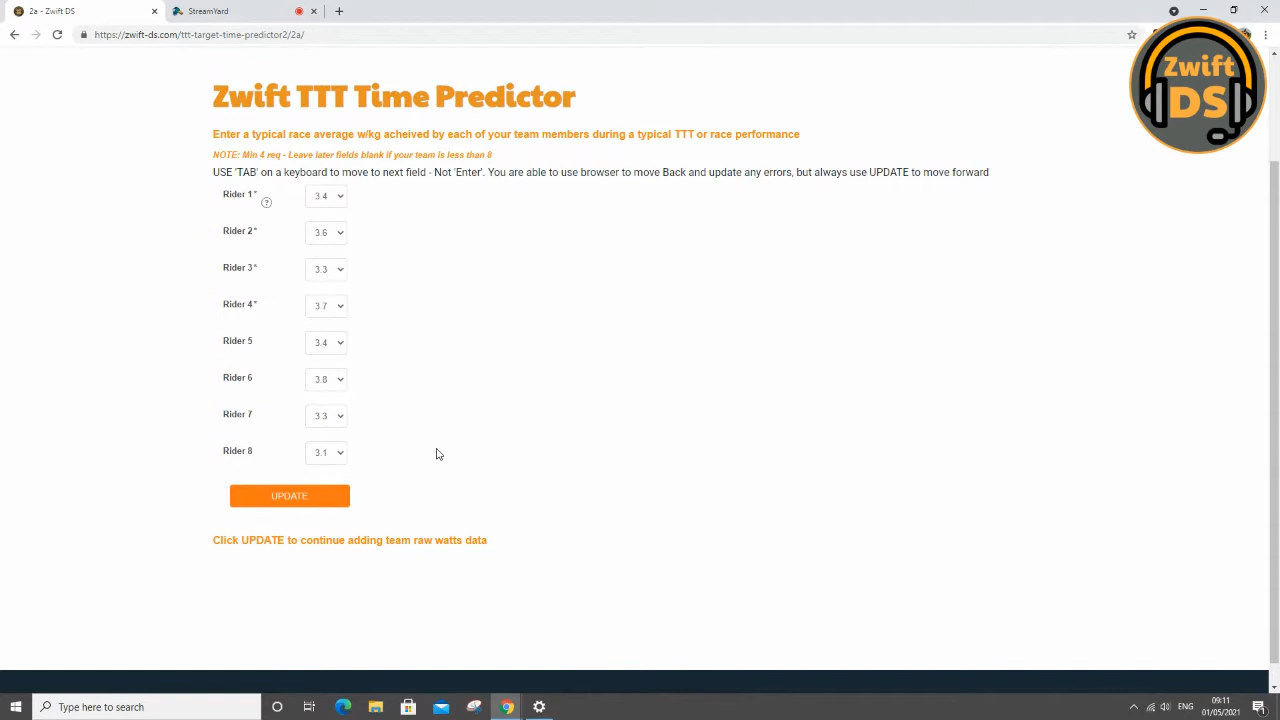 2a - Zwift DS
StreamYard
https://zwift-ds.com/ttt-target-time-predictor2/2a/
Zwift
DS
Zwift TTT Time Predictor
Enter a typical race average w/kg acheived by each of your team members during a typical TTT or race performance
NOTE: Min 4 req - Leave later fields blank if your team is less than 8
USE 'TAB' on a keyboard to move to next field - Not 'Enter'. You are able to use browser to move Back and update any errors, but always use UPDATE to move forward
Rider 1* ? 3.4
Rider 2* 3.6
Rider 3* 3.3
Rider 4* 3.7
Rider 5 3.4
Rider 6 3.8
Rider 7 3.3
Rider 8 3.1
UPDATE
Click UPDATE to continue adding team raw watts data
Type here to search
ENG
09:11
01/05/2021
1